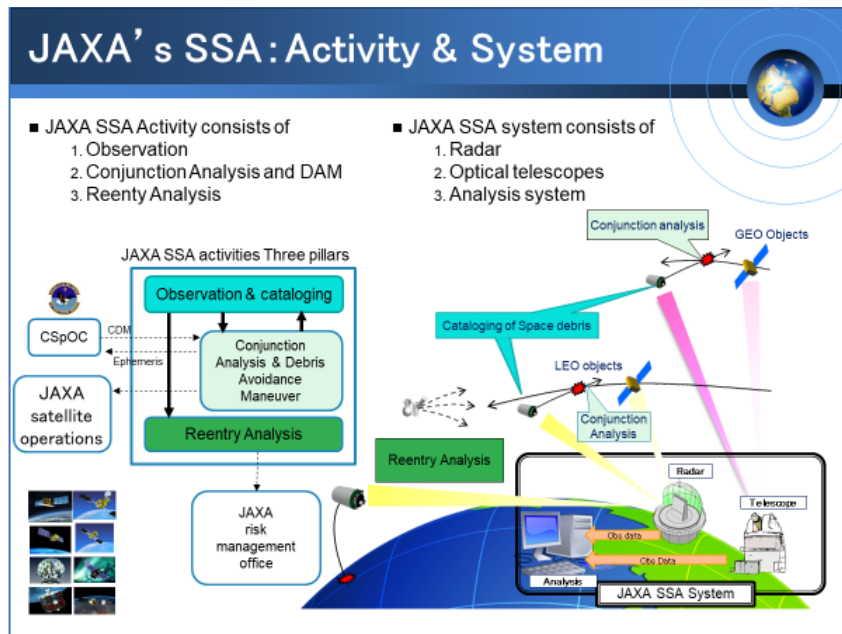 JAXA's SSA: Activity & System
■ JAXA SSA Activity consists of
1. Observation
2. Conjunction Analysis and DAM
3. Reenty Analysis
■ JAXA SSA system consists of
1. Radar
2. Optical telescopes
3. Analysis system
JAXA SSA activities Three pillars
Observation & cataloging
CSpOC
CDM
Ephemeris
Conjunction
Analysis & Debris
Avoidance
Maneuver
JAXA
satellite
operations
Reentry Analysis
JAXA
risk
management
office
Conjunction analysis
GEO Objects
Cataloging of Space debris
LEO objects
Conjunction
Analysis
Reentry Analysis
Radar
Telescope
Obs data
Obs Data
Analysis
JAXA SSA System